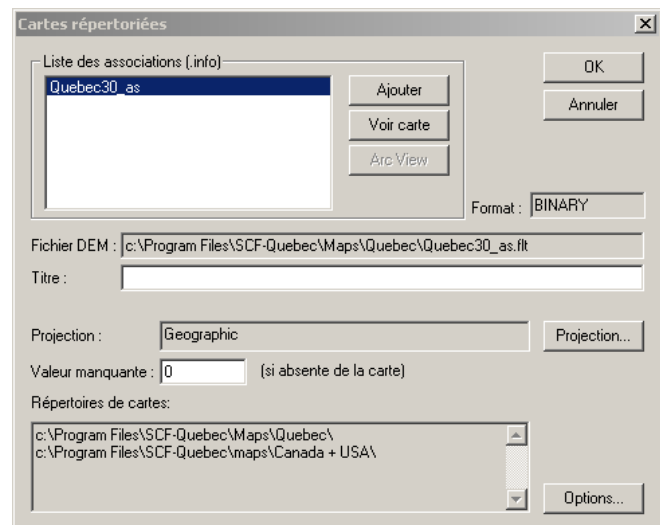 Cartes répertoriées
Liste des associations (.info)
Quebec30_as
Ajouter
Voir carte
Arc View
OK
Annuler
Format : BINARY
Fichier DEM : c:\Program Files\SCF-Quebec\Maps\Quebec\Quebec30_as.flt
Titre :
Projection : Geographic Projection...
Valeur manquante : 0 (si absente de la carte)
Répertoires de cartes:
c:\Program Files\SCF-Quebec\Maps\Quebec\
c:\Program Files\SCF-Quebec\maps\Canada + USA\
Options...